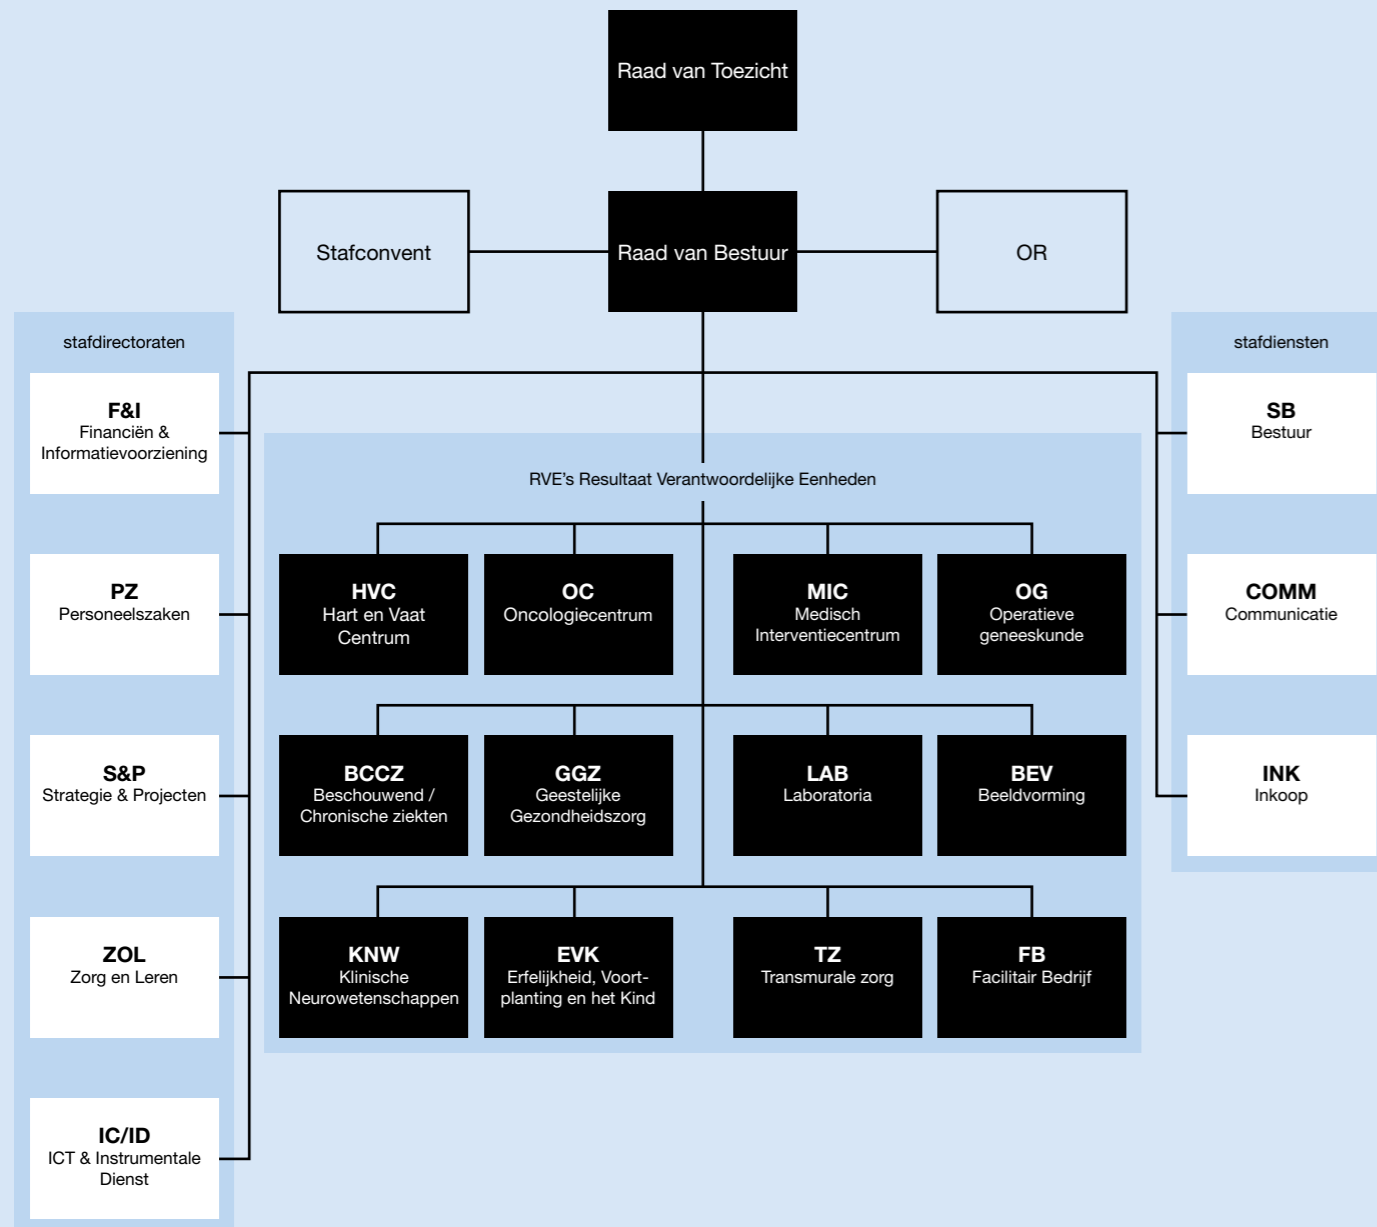 Raad van Toezicht
Stafconvent
Raad van Bestuur
OR
stafdirectoraten
F&I
Financiën &
Informatievoorziening
PZ
Personeelszaken
S&P
Strategie & Projecten
ZOL
Zorg en Leren
IC/ID
ICT & Instrumentale
Dienst
RVE’s Resultaat Verantwoordelijke Eenheden
HVC
Hart en Vaat
Centrum
OC
Oncologiecentrum
MIC
Medisch
Interventiecentrum
OG
Operatieve
geneeskunde
BCCZ
Beschouwend /
Chronische ziekten
GGZ
Geestelijke
Gezondheidszorg
LAB
Laboratoria
BEV
Beeldvorming
KNW
Klinische
Neurowetenschappen
EVK
Erfelijkheid, Voort-
planting en het Kind
TZ
Transmurale zorg
FB
Facilitair Bedrijf
stafdiensten
SB
Bestuur
COMM
Communicatie
INK
Inkoop